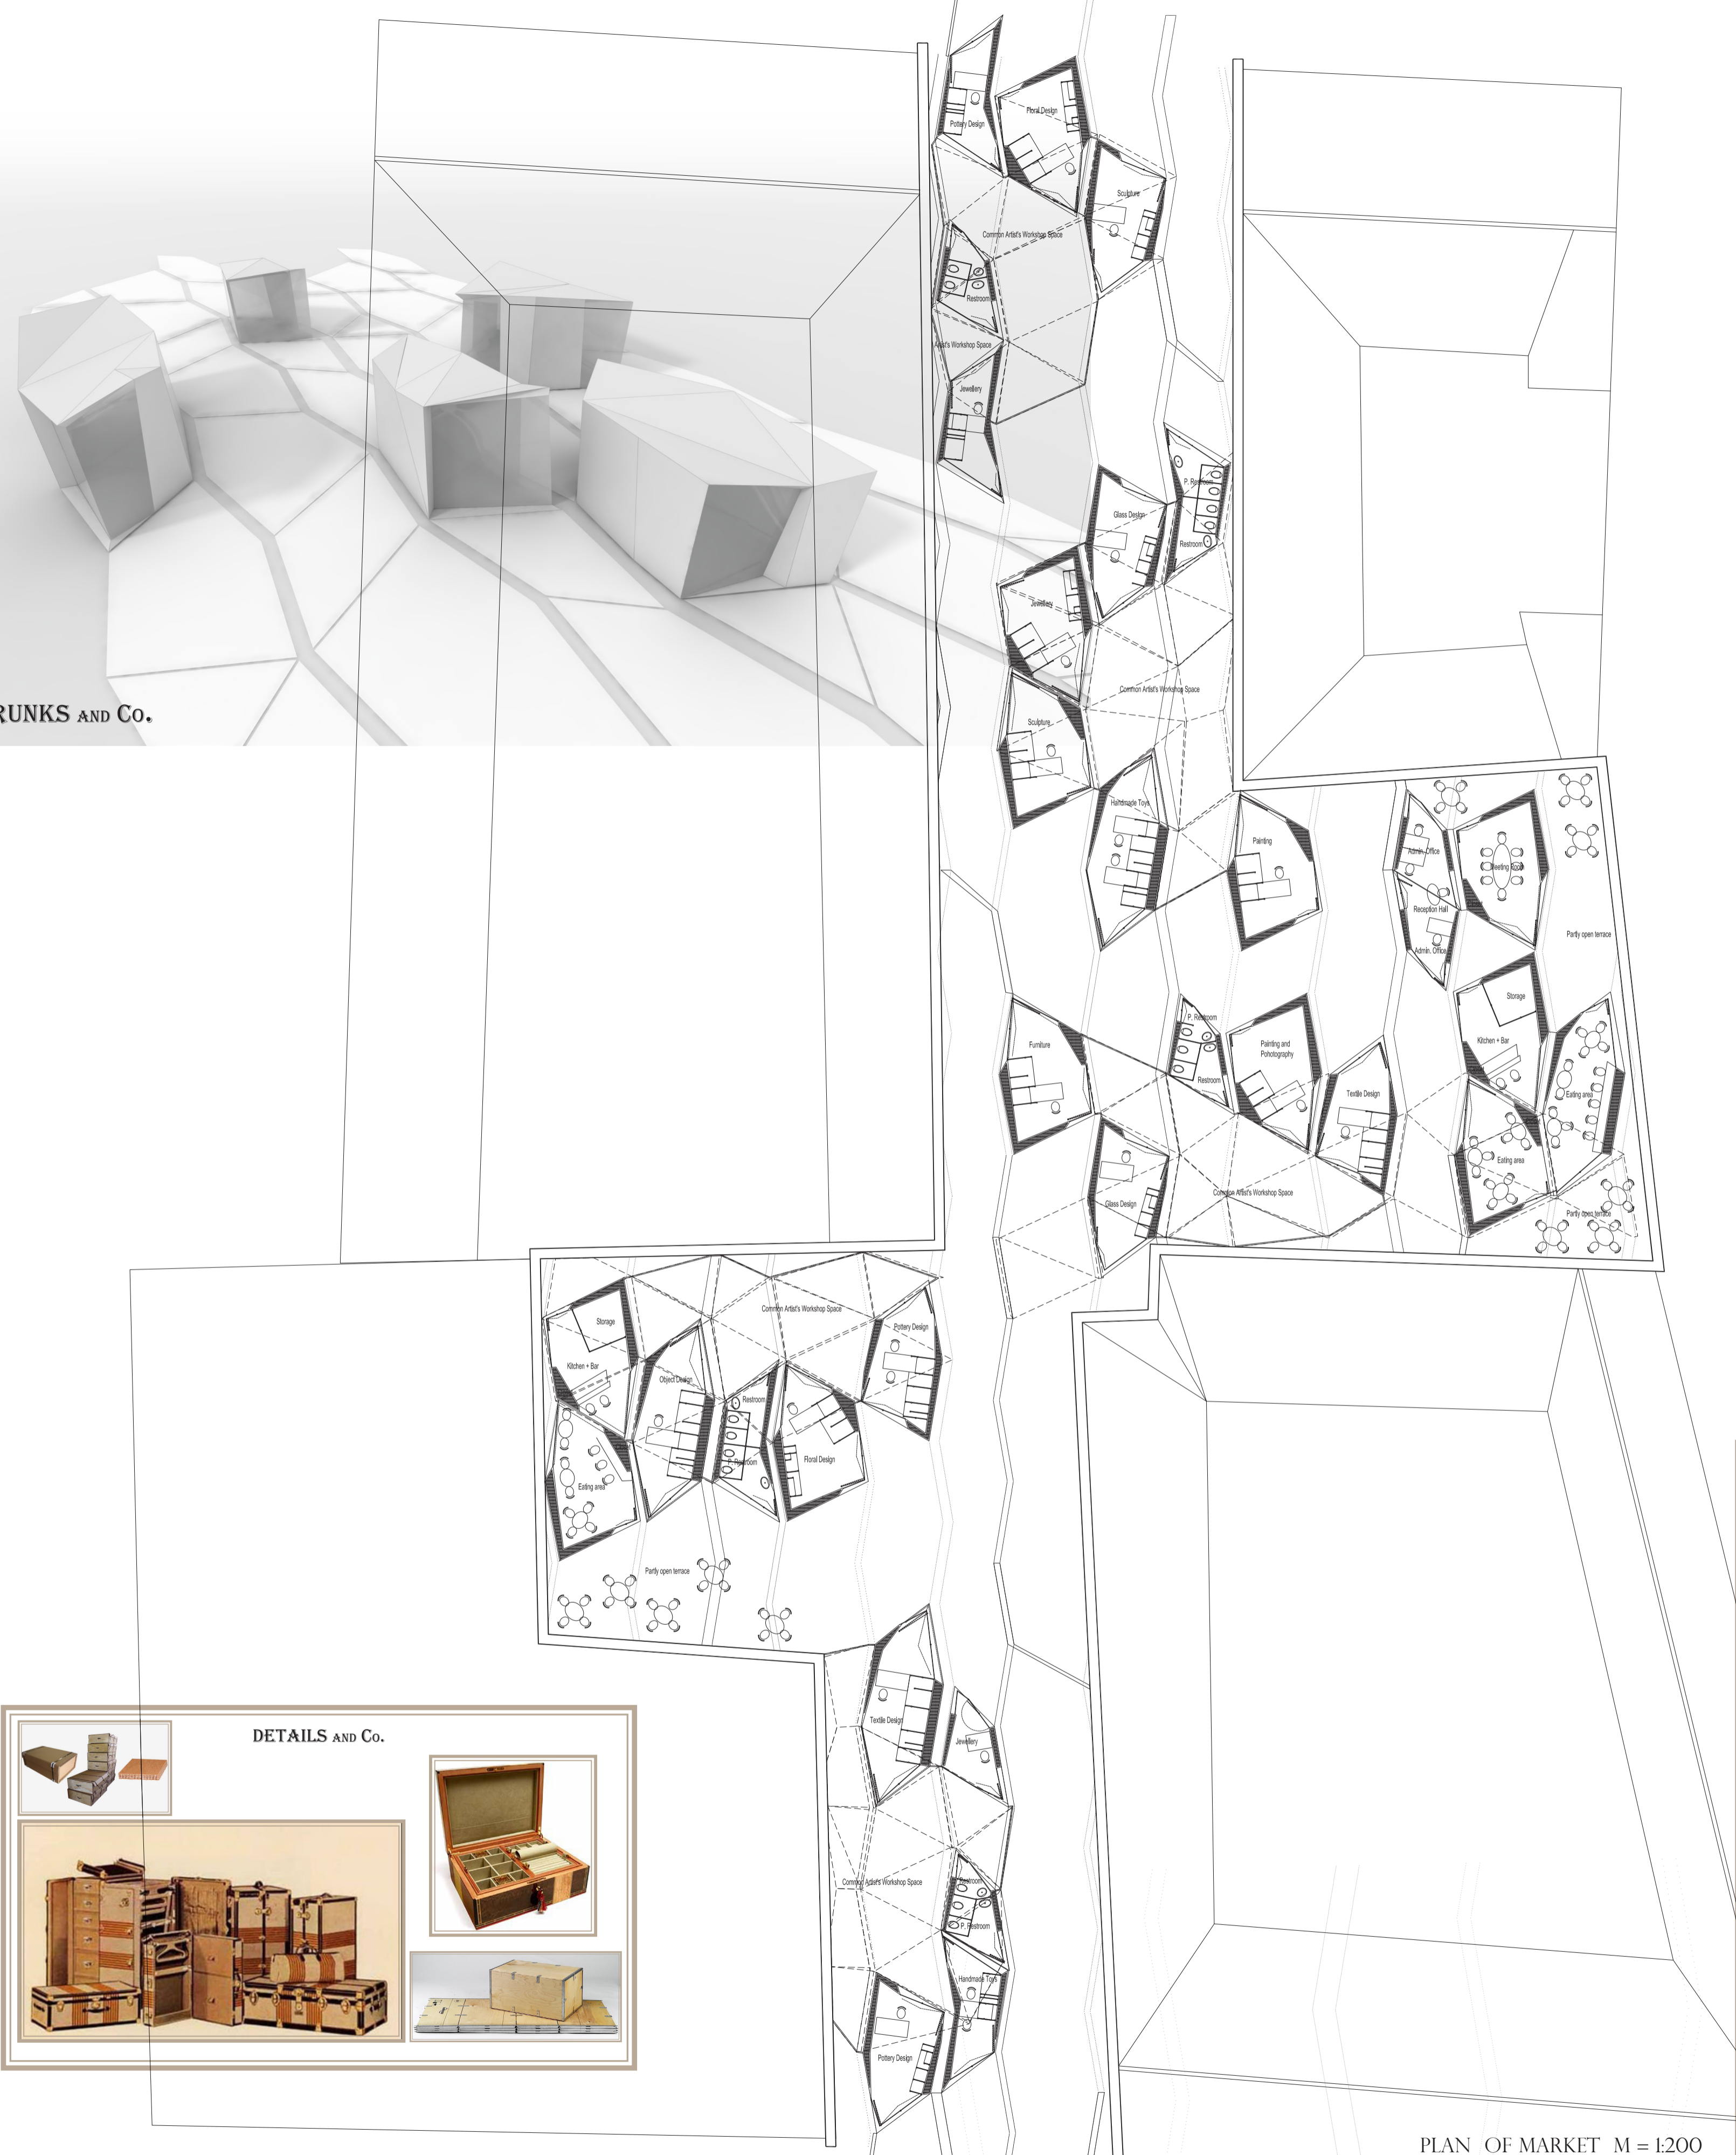 Pottery Design
Floral Design
Sculpture
Common Artist's Workshop Space
Restroom
Artist's Workshop Space
Jewellery
P. Restroom
Glass Design
Restroom
Jewellery
Common Artist's Workshop Space
RUNKS AND CO.
Sculpture
Handmade Toys
Painting
Admin. Office
Meeting Room
Reception Hall
Partly open terrace
Admin. Office
Storage
P. Restroom
Furniture
Painting and
Pohotography
Kitchen + Bar
Restroom
Textile Design
Eating area
Eating area
Common Artist's Workshop Space
Glass Design
Partly open terrace
Common Artist's Workshop Space
Storage
Pottery Design
Kitchen + Bar
Object Design
Restroom
Floral Design
P. Restroom
Eating area
Partly open terrace
Textile Design
Jewellery
DETAILS AND CO.
Common Artist's Workshop Space
Restroom
P. Restroom
Handmade Toys
Pottery Design
PLAN OF MARKET M = 1:200